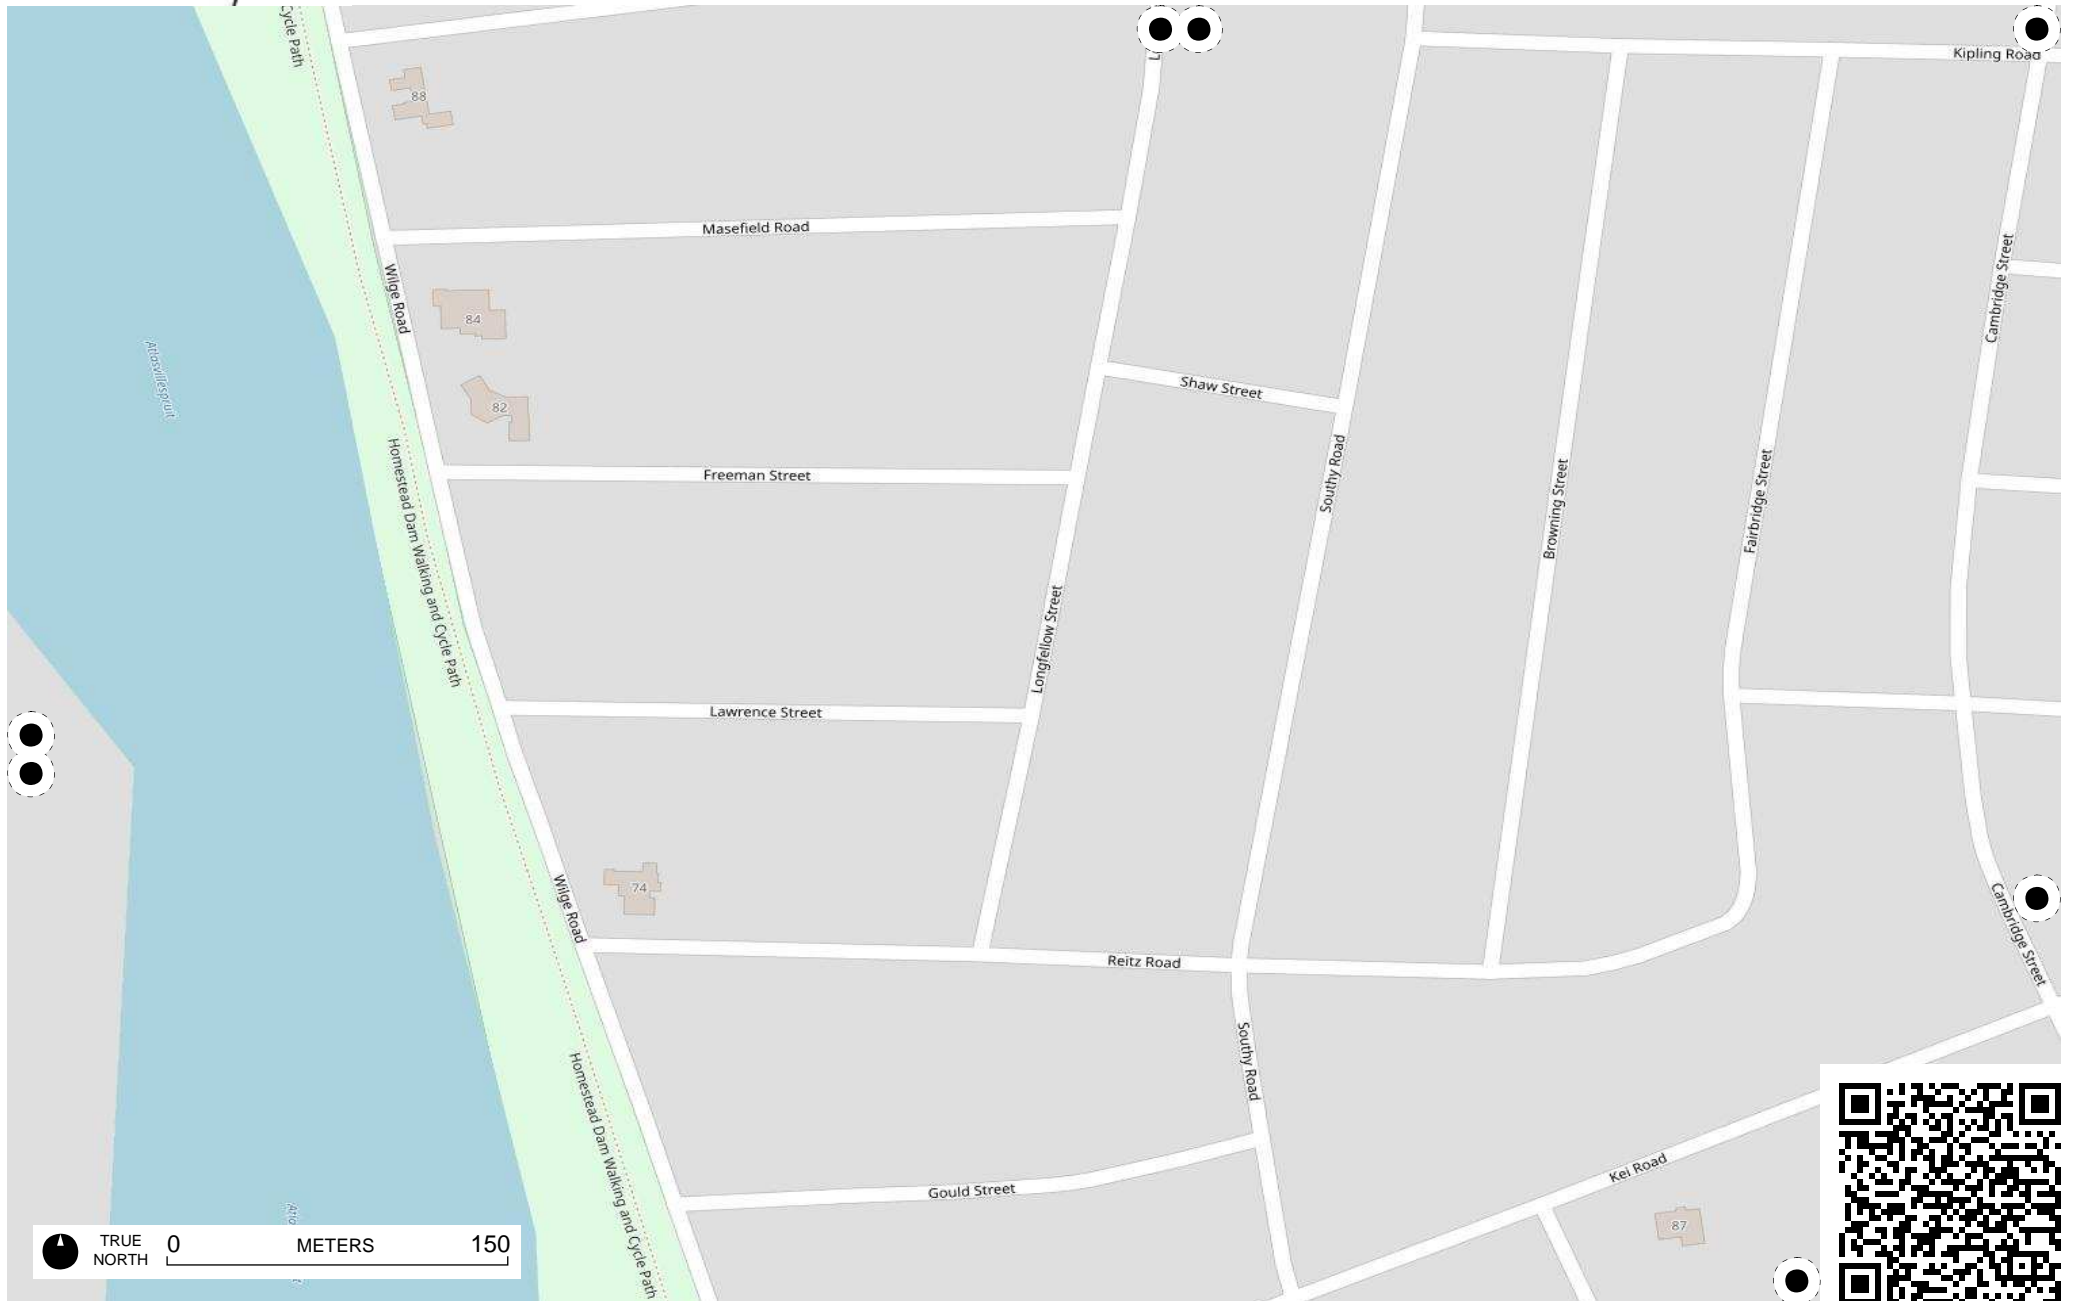 Cycle Path
Kipling Road
88
Masefield Road
Wilge Road
Cambridge Street
84
Atlasvillespruit
Shaw Street
82
Homestead Dam Walking and Cycle Path
Freeman Street
Southy Road
Browning Street
Fairbridge Street
Longfellow Street
Lawrence Street
74
Wilge Road
Cambridge Street
Reitz Road
Southy Road
Homestead Dam Walking and Cycle Path
Kei Road
Gould Street
87
TRUE
NORTH
0 METERS 150